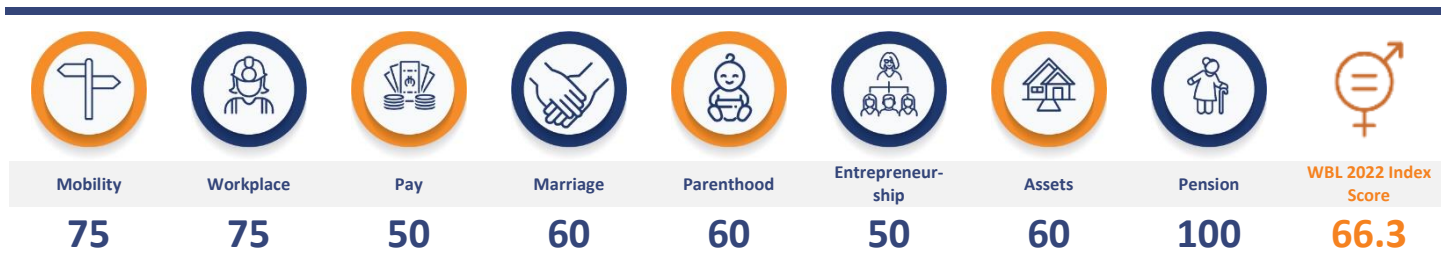 Mobility
Workplace
Pay
Marriage
Parenthood
Entrepreneur-
ship
Assets
Pension
WBL 2022 Index
Score
75
75
50
60
60
50
60
100
66.3